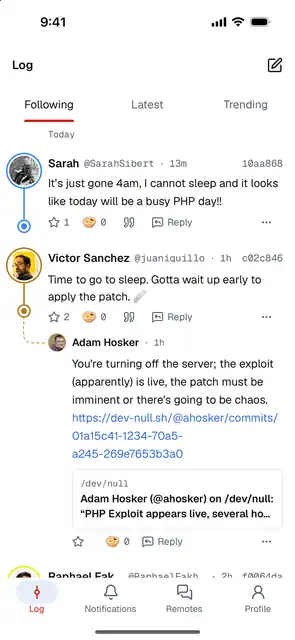 9:41
Log
Following Latest Trending
Today
Sarah @SarahSibert · 13m 10aa868
It's just gone 4am, I cannot sleep and it looks
like today will be a busy PHP day!!
1 0 Reply
Victor Sanchez @juaniquillo · 1h c02c846
Time to go to sleep. Gotta wait up early to
apply the patch. 🩹
2 0 Reply
Adam Hosker · 1h
You're turning off the server; the exploit
(apparently) is live, the patch must be
imminent or there's going to be chaos.
https://dev-null.sh/@ahosker/commits/
01a15c41-1234-70a5-
a245-269e7653b3a0
/dev/null
Adam Hosker (@ahosker) on /dev/null:
“PHP Exploit appears live, several ho…
0 Reply
2h
Log Notifications Remotes Profile